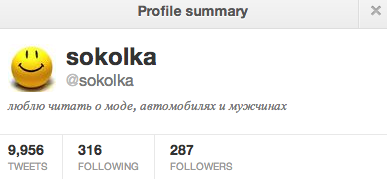 Profile summary
×
sokolka
@sokolka
люблю читать о моде, автомобилях и мужчинах
9,956 316 287
TWEETS FOLLOWING FOLLOWERS